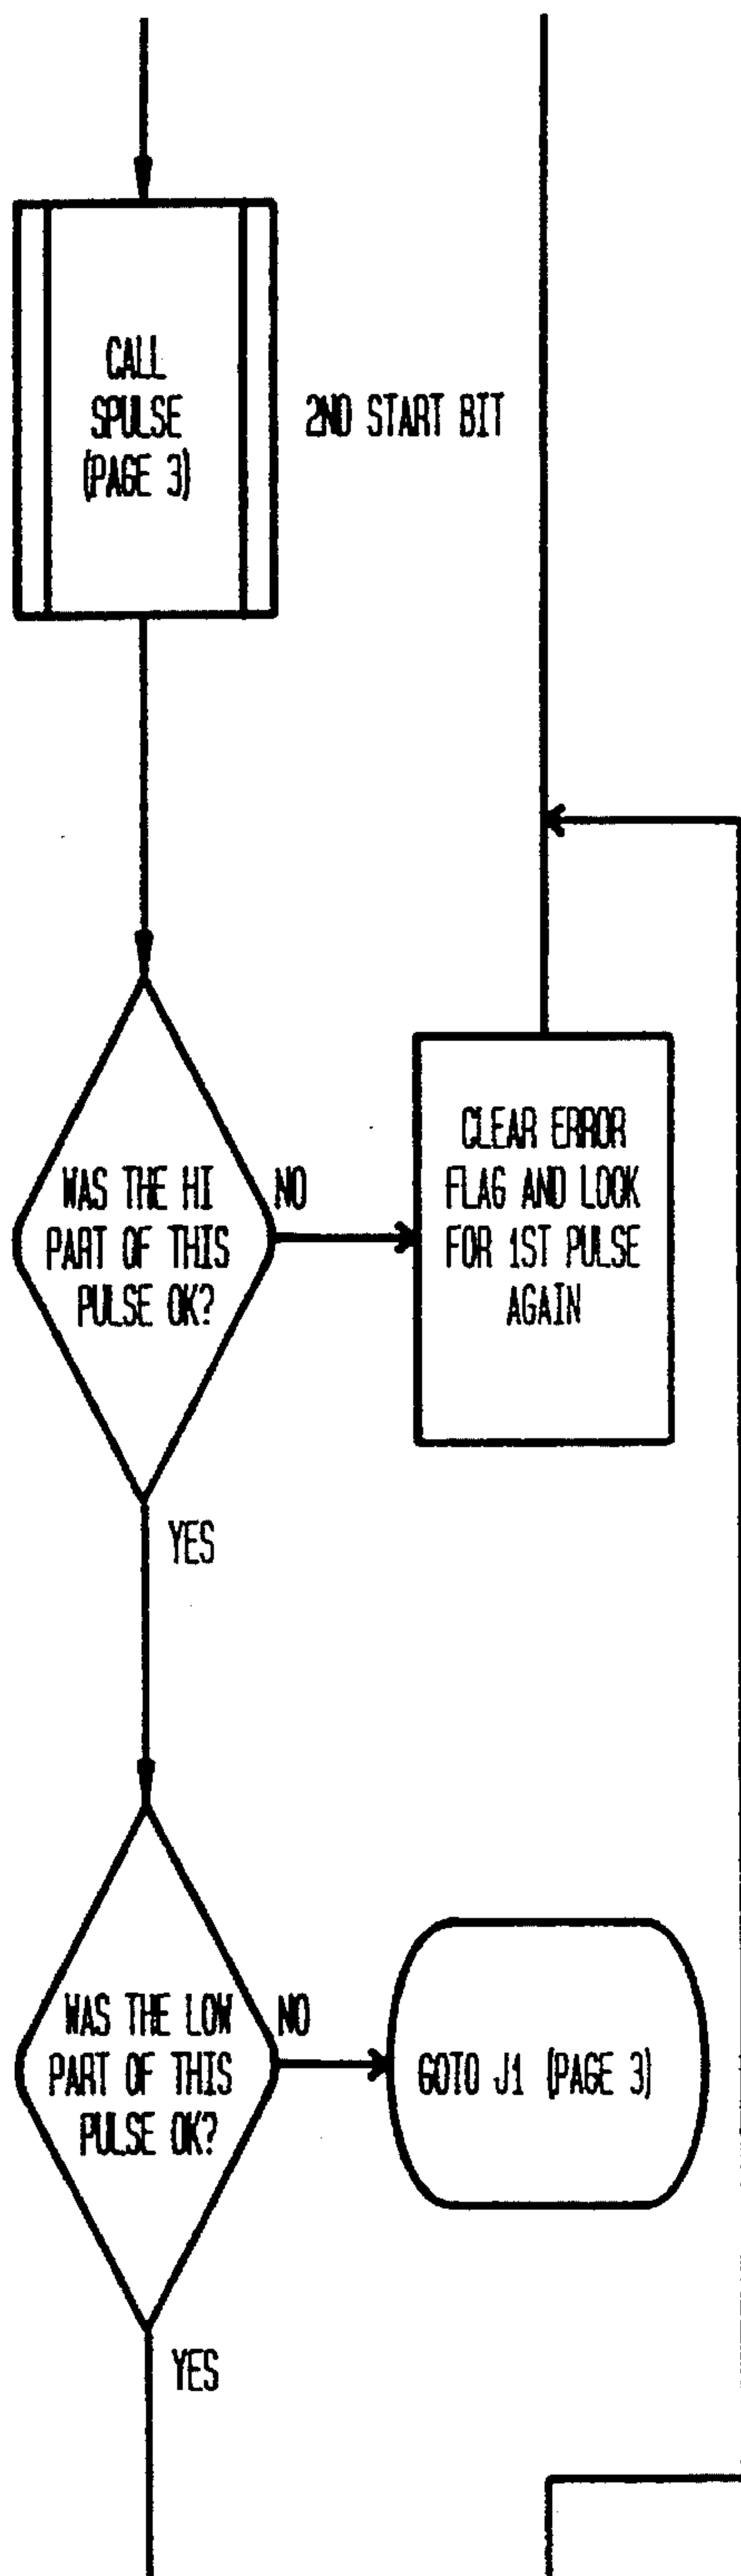 CALL
SPULSE
(PAGE 3)
2ND START BIT
WAS THE HI
PART OF THIS
PULSE OK?
NO
CLEAR ERROR
FLAG AND LOOK
FOR 1ST PULSE
AGAIN
YES
WAS THE LOW
PART OF THIS
PULSE OK?
NO
GOTO J1 (PAGE 3)
YES